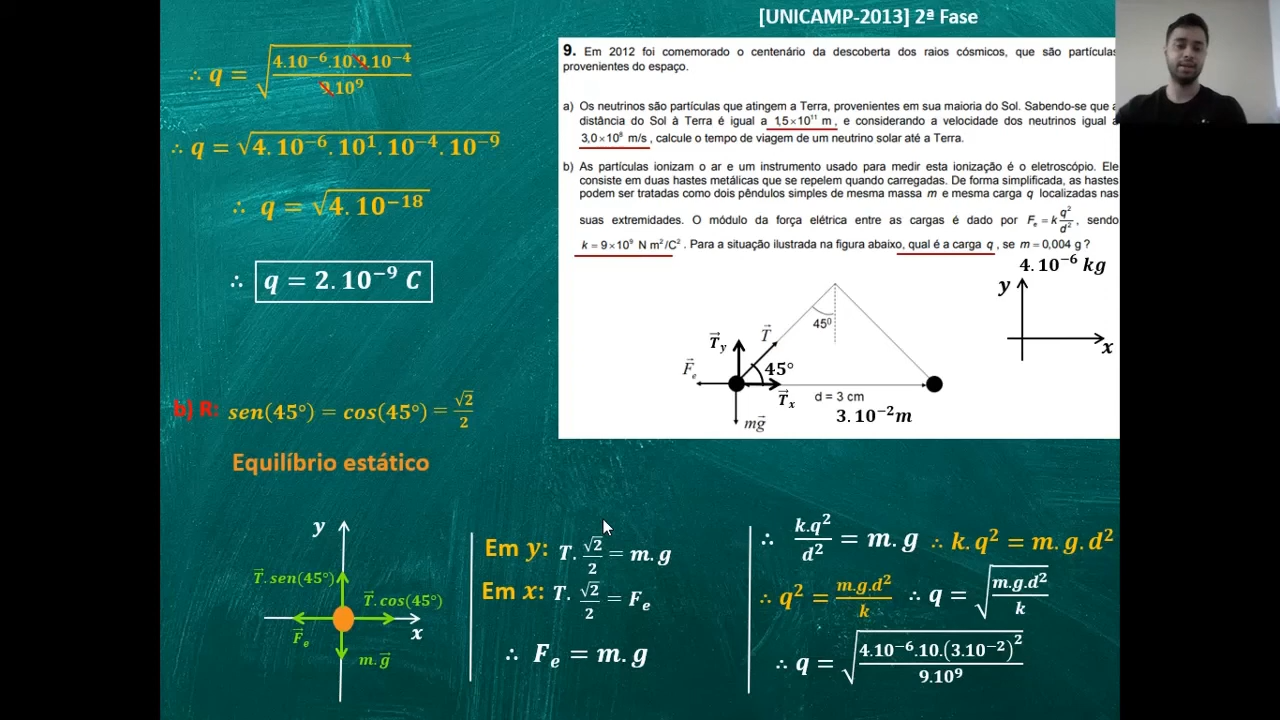 [UNICAMP-2013] 2ª Fase
∴ q = √(4.10⁻⁶.10.9.10⁻⁴ / 9.10⁹)
∴ q = √(4.10⁻⁶.10¹.10⁻⁴.10⁻⁹)
∴ q = √(4.10⁻¹⁸)
∴ q = 2.10⁻⁹ C
9. Em 2012 foi comemorado o centenário da descoberta dos raios cósmicos, que são partículas
provenientes do espaço.
a) Os neutrinos são partículas que atingem a Terra, provenientes em sua maioria do Sol. Sabendo-se que a
distância do Sol à Terra é igual a 1,5×10¹¹ m, e considerando a velocidade dos neutrinos igual a
3,0×10⁸ m/s, calcule o tempo de viagem de um neutrino solar até a Terra.
b) As partículas ionizam o ar e um instrumento usado para medir esta ionização é o eletroscópio. Ele
consiste em duas hastes metálicas que se repelem quando carregadas. De forma simplificada, as hastes
podem ser tratadas como dois pêndulos simples de mesma massa m e mesma carga q localizadas nas
suas extremidades. O módulo da força elétrica entre as cargas é dado por Fₑ = k q²/d², sendo
k = 9×10⁹ N m²/C². Para a situação ilustrada na figura abaixo, qual é a carga q, se m = 0,004 g?
4.10⁻⁶ kg
y
x
45⁰
T⃗
T⃗y
F⃗ₑ
45°
T⃗x
d = 3 cm
3.10⁻²m
mg⃗
b) R: sen(45°) = cos(45°) = √2/2
Equilíbrio estático
y
T⃗.sen(45°)
T⃗.cos(45°)
x
F⃗ₑ
m.g⃗
Em y: T.√2/2 = m.g
Em x: T.√2/2 = Fₑ
∴ Fₑ = m.g
∴ k.q²/d² = m.g ∴ k.q² = m.g.d²
∴ q² = m.g.d²/k ∴ q = √(m.g.d²/k)
∴ q = √(4.10⁻⁶.10.(3.10⁻²)² / 9.10⁹)